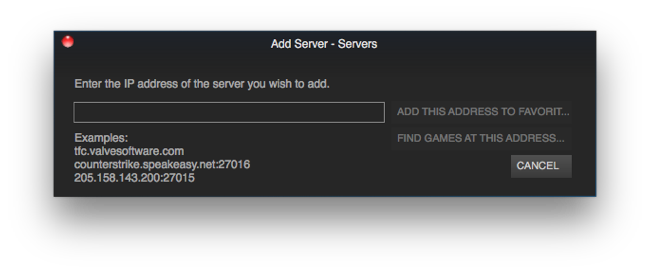 Add Server - Servers
Enter the IP address of the server you wish to add.
ADD THIS ADDRESS TO FAVORIT...
Examples:
FIND GAMES AT THIS ADDRESS...
tfc.valvesoftware.com
counterstrike.speakeasy.net:27016
CANCEL
205.158.143.200:27015